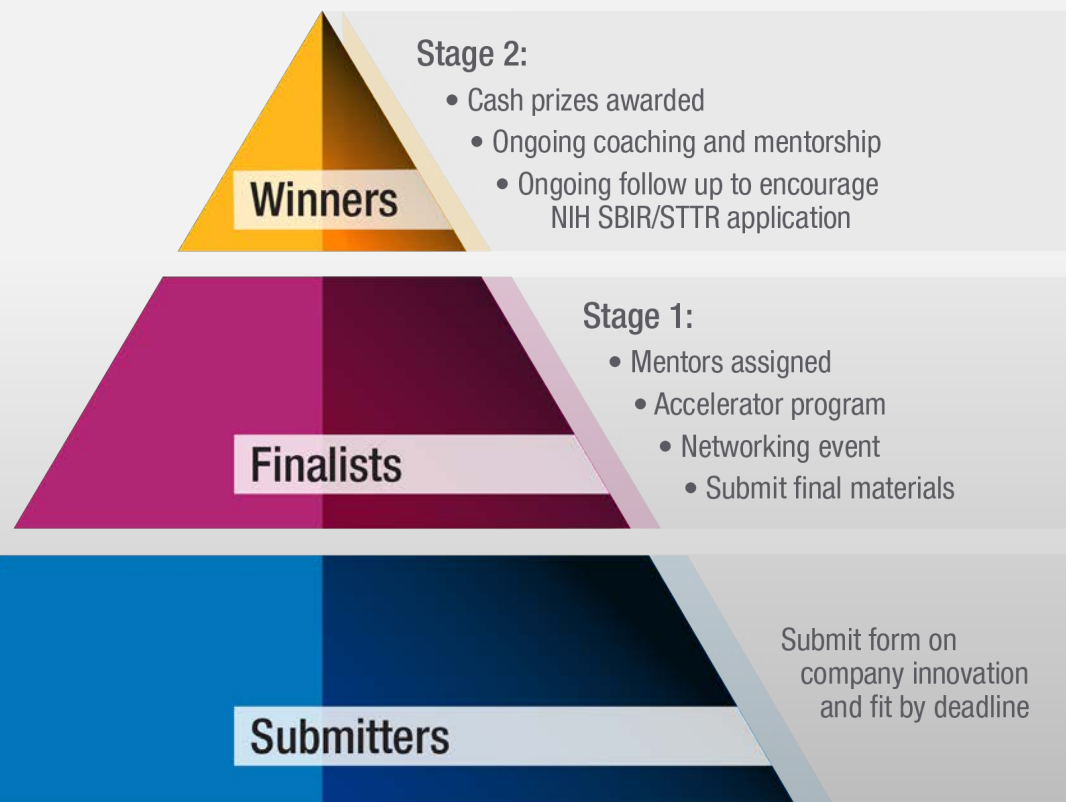 Stage 2:
• Cash prizes awarded
• Ongoing coaching and mentorship
• Ongoing follow up to encourage
NIH SBIR/STTR application
Winners
Stage 1:
• Mentors assigned
• Accelerator program
• Networking event
• Submit final materials
Finalists
Submit form on
company innovation
and fit by deadline
Submitters